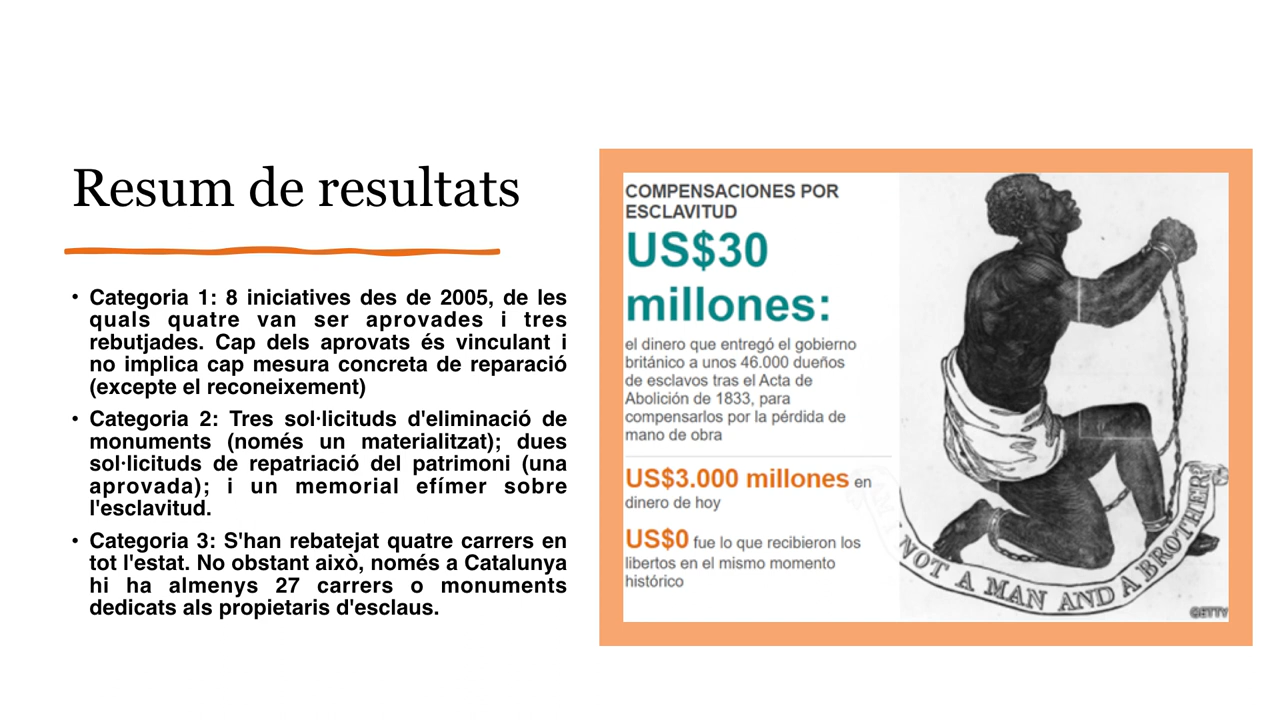 Resum de resultats
• Categoria 1: 8 iniciatives des de 2005, de les
quals quatre van ser aprovades i tres
rebutjades. Cap dels aprovats és vinculant i
no implica cap mesura concreta de reparació
(excepte el reconeixement)
• Categoria 2: Tres sol·licituds d'eliminació de
monuments (només un materialitzat); dues
sol·licituds de repatriació del patrimoni (una
aprovada); i un memorial efímer sobre
l'esclavitud.
• Categoria 3: S'han rebatejat quatre carrers en
tot l'estat. No obstant això, només a Catalunya
hi ha almenys 27 carrers o monuments
dedicats als propietaris d'esclaus.
COMPENSACIONES POR
ESCLAVITUD
US$30
millones:
el dinero que entregó el gobierno
británico a unos 46.000 dueños
de esclavos tras el Acta de
Abolición de 1833, para
compensarlos por la pérdida de
mano de obra
US$3.000 millones en
dinero de hoy
US$0 fue lo que recibieron los
libertos en el mismo momento
histórico
NOT A MAN AND A BROTHER
GETTY